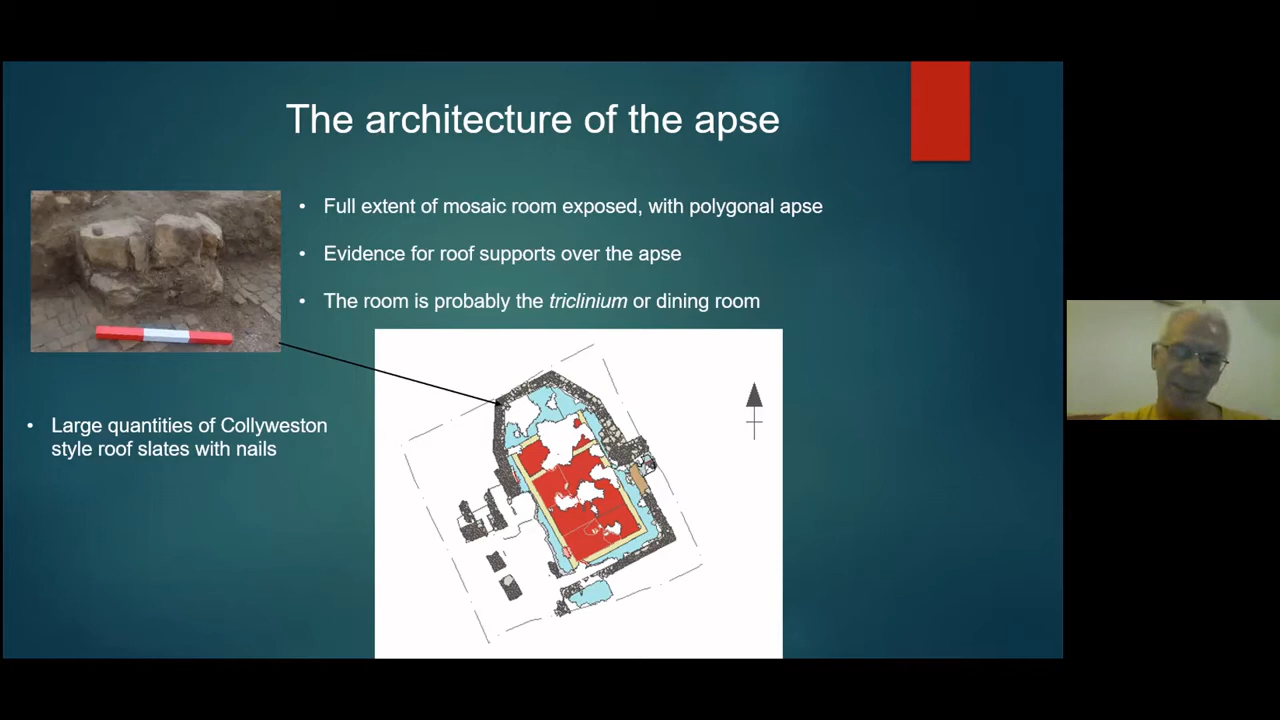 The architecture of the apse
• Full extent of mosaic room exposed, with polygonal apse
• Evidence for roof supports over the apse
• The room is probably the triclinium or dining room
• Large quantities of Collyweston
style roof slates with nails